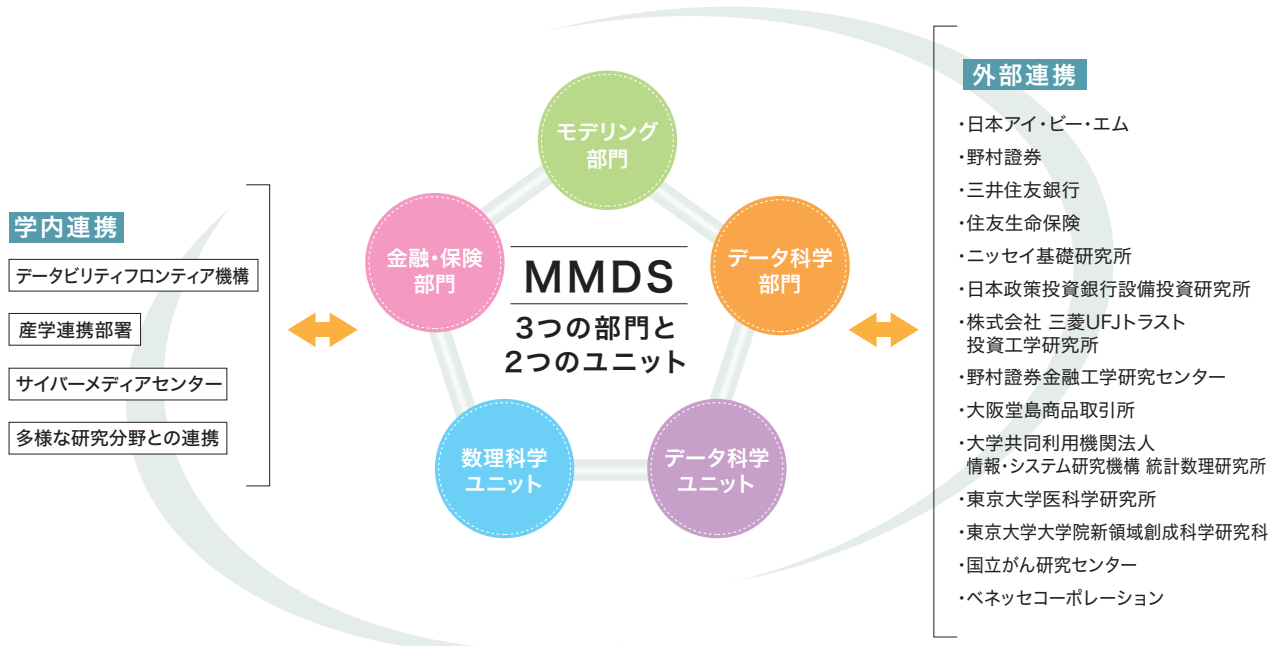 学内連携
データビリティフロンティア機構
産学連携部署
サイバーメディアセンター
多様な研究分野との連携
モデリング
部門
金融・保険
部門
データ科学
部門
MMDS
3つの部門と
2つのユニット
数理科学
ユニット
データ科学
ユニット
外部連携
・日本アイ・ビー・エム
・野村證券
・三井住友銀行
・住友生命保険
・ニッセイ基礎研究所
・日本政策投資銀行設備投資研究所
・株式会社 三菱UFJトラスト
投資工学研究所
・野村證券金融工学研究センター
・大阪堂島商品取引所
・大学共同利用機関法人
情報・システム研究機構 統計数理研究所
・東京大学医科学研究所
・東京大学大学院新領域創成科学研究科
・国立がん研究センター
・ベネッセコーポレーション